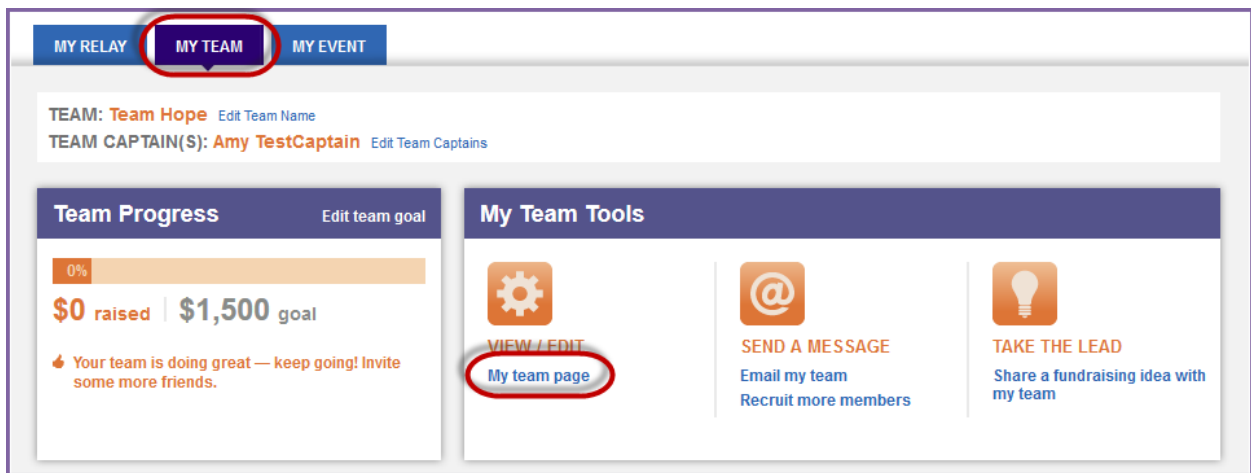 MY RELAY
MY TEAM
MY EVENT
TEAM: Team Hope Edit Team Name
TEAM CAPTAIN(S): Amy TestCaptain Edit Team Captains
Team Progress Edit team goal
0%
$0 raised $1,500 goal
Your team is doing great — keep going! Invite
some more friends.
My Team Tools
VIEW / EDIT
My team page
@
SEND A MESSAGE
Email my team
Recruit more members
TAKE THE LEAD
Share a fundraising idea with
my team